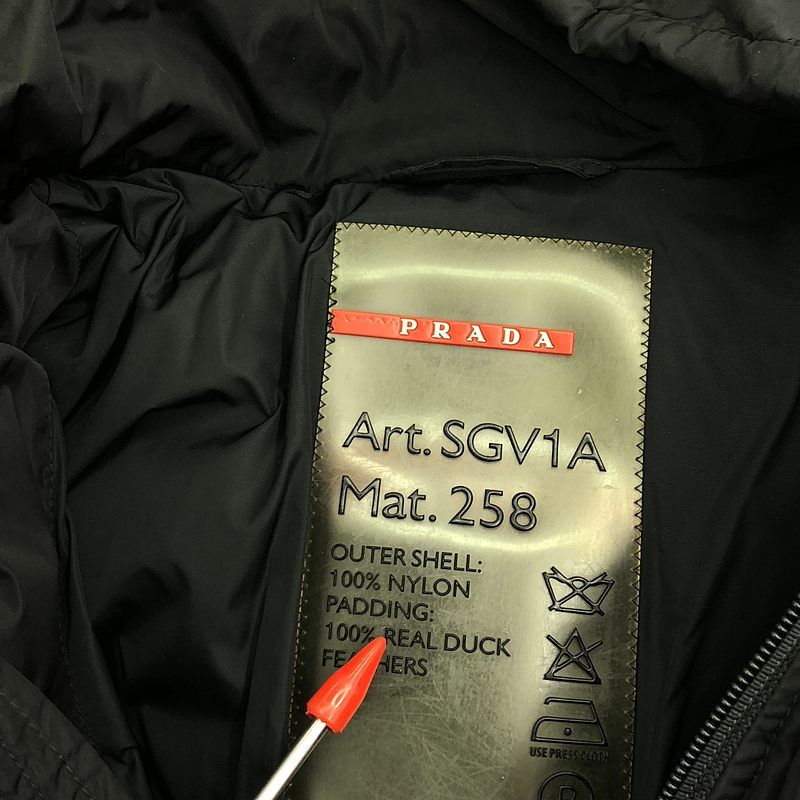 PRADA
Art. SGV1A
Mat. 258
OUTER SHELL:
100% NYLON
PADDING:
100% REAL DUCK
FEATHERS
USE PRESS CLOTH
P